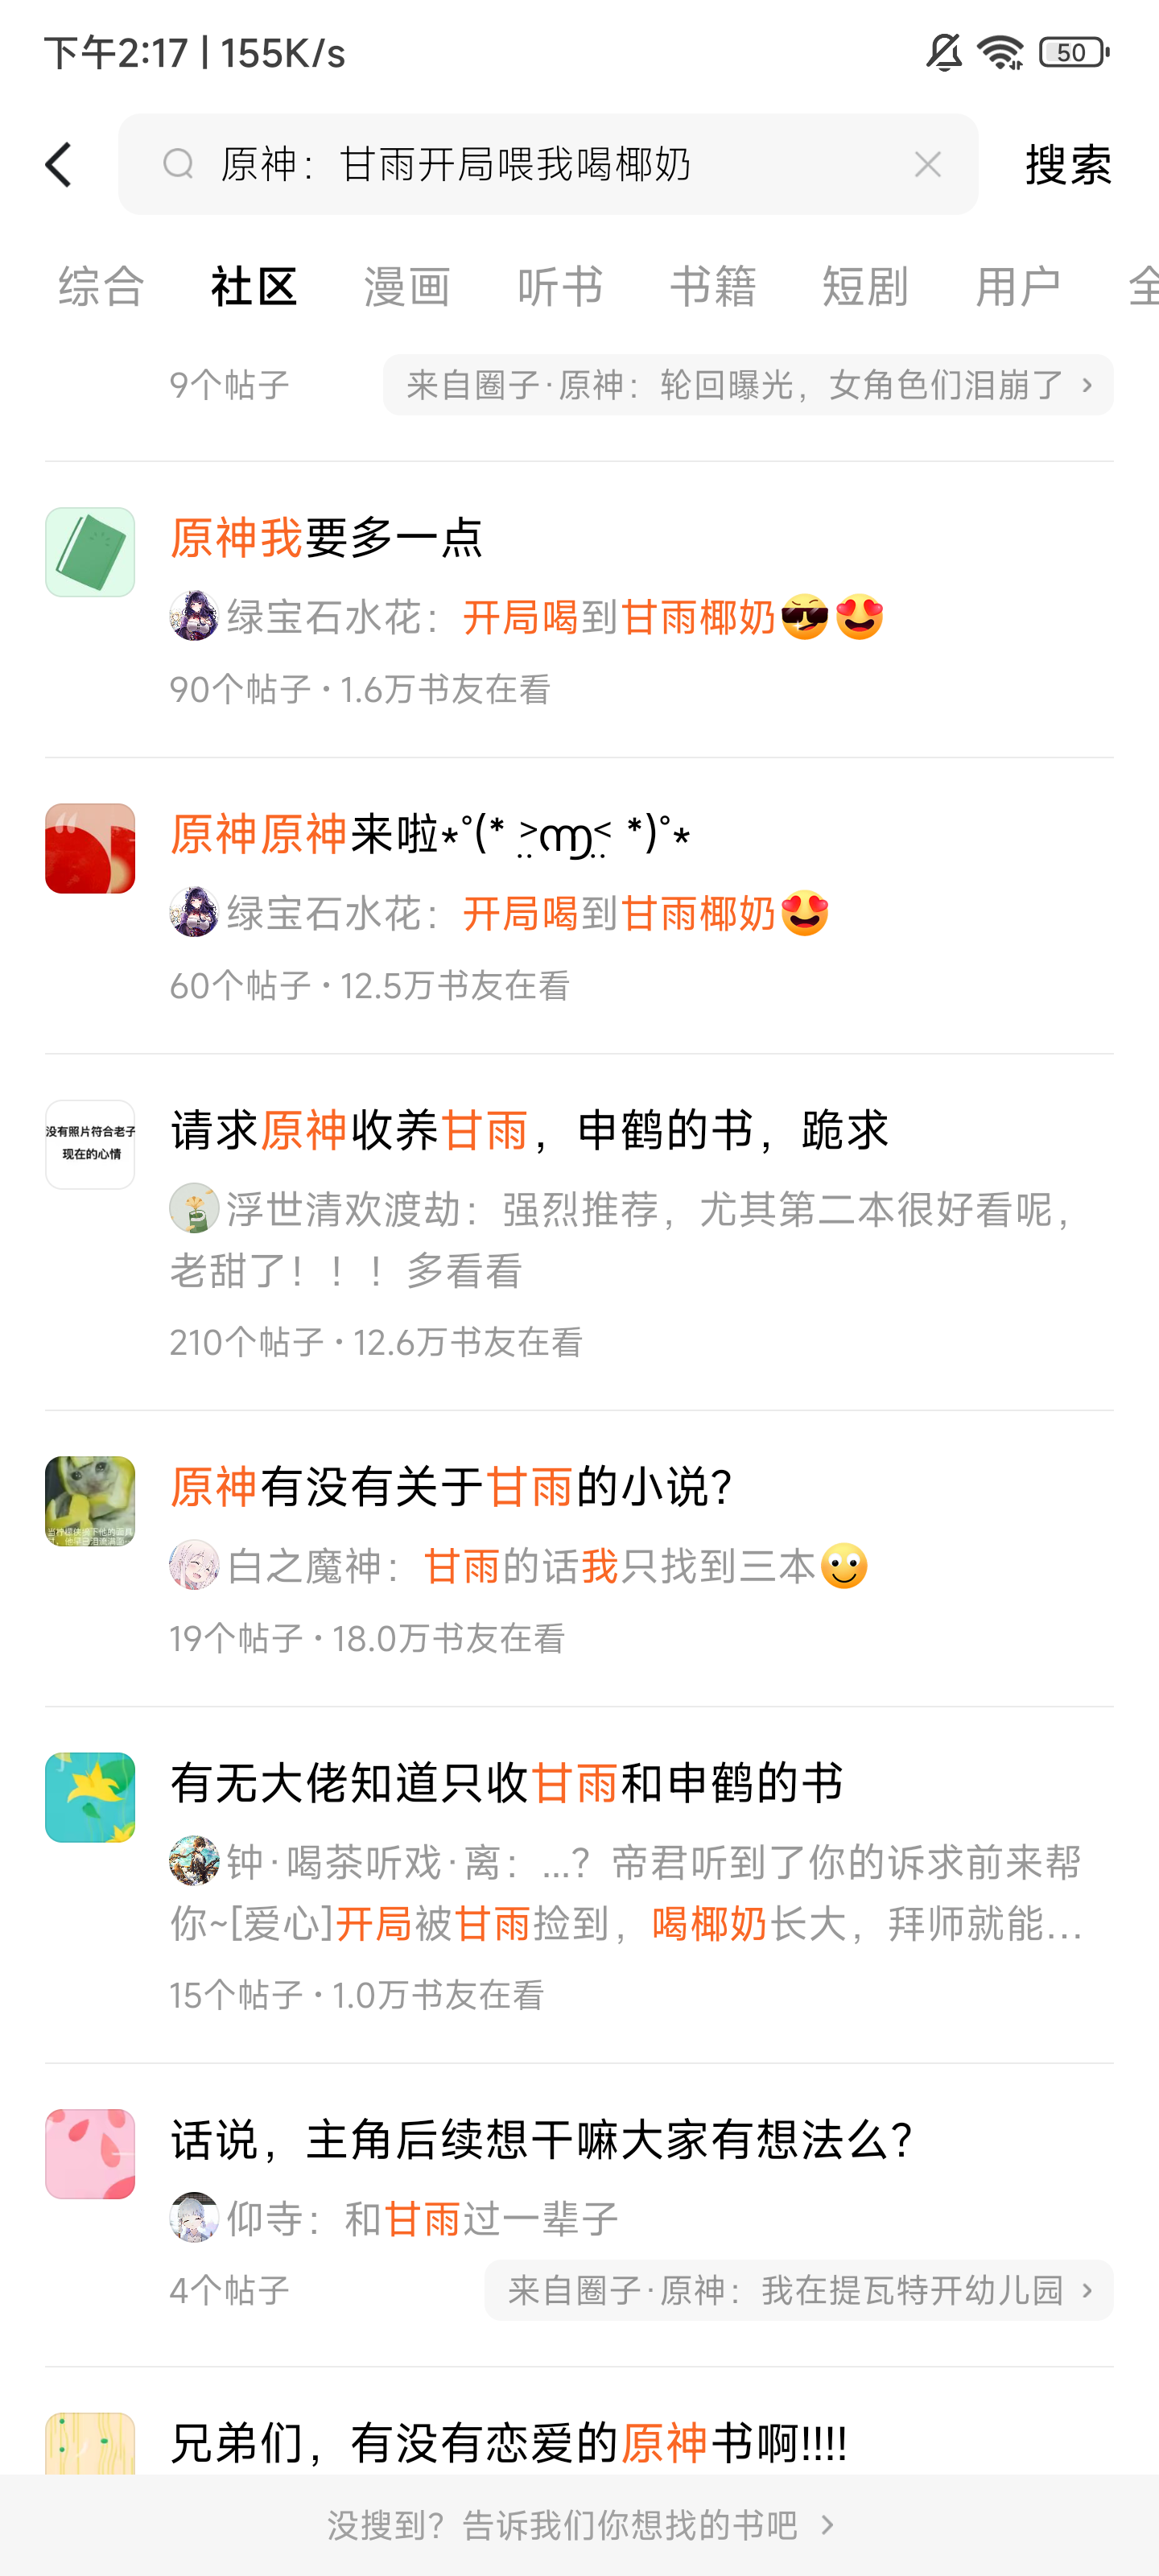 下午2:17 | 155K/s
50
原神：甘雨开局喂我喝椰奶
搜索
综合 社区 漫画 听书 书籍 短剧 用户 全
9个帖子
来自圈子·原神：轮回曝光，女角色们泪崩了 ›
原神我要多一点
绿宝石水花：开局喝到甘雨椰奶😎😍
90个帖子·1.6万书友在看
原神原神来啦⋆˚(* ᵔ̤൬ᵔ̤ *)˚⋆
绿宝石水花：开局喝到甘雨椰奶😍
60个帖子·12.5万书友在看
没有照片符合老子
现在的心情
请求原神收养甘雨，申鹤的书，跪求
浮世清欢渡劫：强烈推荐，尤其第二本很好看呢，
老甜了！！！多看看
210个帖子·12.6万书友在看
原神有没有关于甘雨的小说？
白之魔神：甘雨的话我只找到三本🙂
19个帖子·18.0万书友在看
有无大佬知道只收甘雨和申鹤的书
钟·喝茶听戏·离：...？帝君听到了你的诉求前来帮
你~[爱心]开局被甘雨捡到，喝椰奶长大，拜师就能...
15个帖子·1.0万书友在看
话说，主角后续想干嘛大家有想法么？
仰寺：和甘雨过一辈子
4个帖子
来自圈子·原神：我在提瓦特开幼儿园 ›
兄弟们，有没有恋爱的原神书啊!!!!
没搜到？告诉我们你想找的书吧 ›